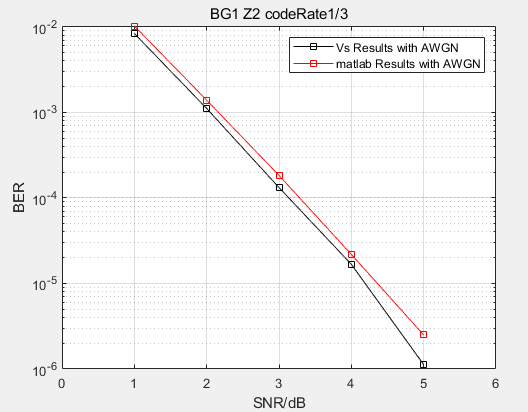 BG1 Z2 codeRate1/3
Vs Results with AWGN
matlab Results with AWGN
BER
10^-2
10^-3
10^-4
10^-5
10^-6
0 1 2 3 4 5 6
SNR/dB